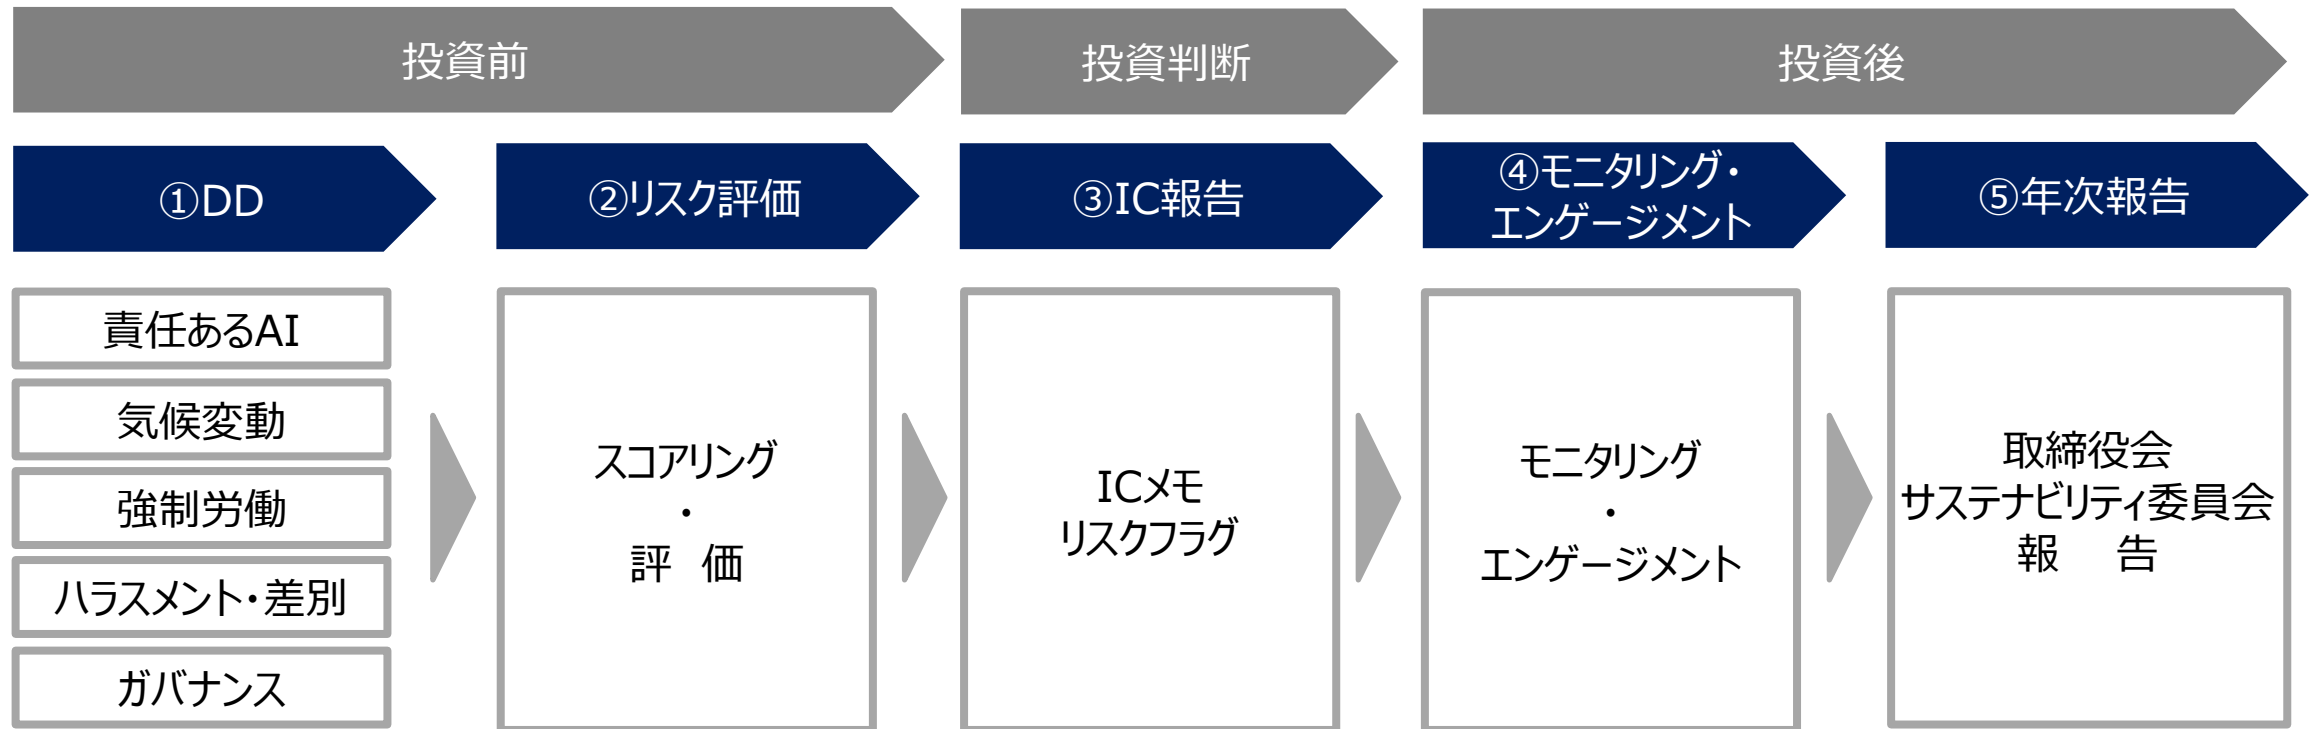 投資前
投資判断
投資後
①DD
②リスク評価
③IC報告
④モニタリング・
エンゲージメント
⑤年次報告
責任あるAI
気候変動
強制労働
ハラスメント・差別
ガバナンス
スコアリング
・
評 価
ICメモ
リスクフラグ
モニタリング
・
エンゲージメント
取締役会
サステナビリティ委員会
報 告